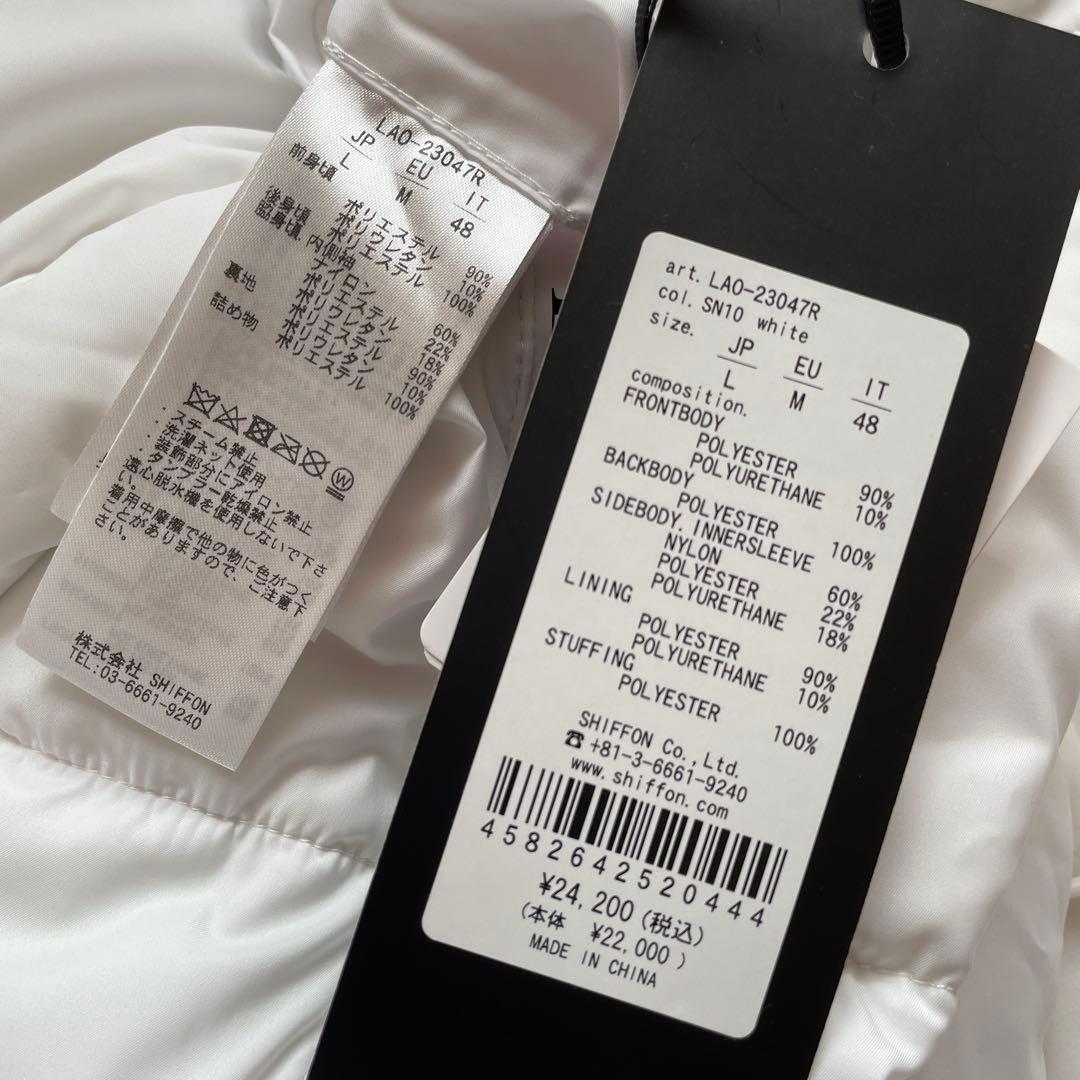 LAO-23047R
JP EU IT
L M 48
前身頃
ポリエステル 90%
ポリウレタン 10%
後身頃 ポリエステル 100%
脇身頃、内側袖
ナイロン 60%
ポリエステル 22%
ポリウレタン 18%
裏地 ポリエステル 90%
ポリウレタン 10%
詰め物 ポリエステル 100%
W
・スチーム禁止
・洗濯ネット使用
・装飾部分にアイロン禁止
・タンブラー乾燥禁止
遠心脱水機を使用しないで下さ
い。
着用中摩擦で他の物に色がつく
ことがありますので、ご注意下
さい。
株式会社 SHIFFON
TEL:03-6661-9240
art. LAO-23047R
col. SN10 white
size. JP EU IT
L M 48
composition.
FRONTBODY
POLYESTER 90%
POLYURETHANE 10%
BACKBODY
POLYESTER 100%
SIDEBODY. INNERSLEEVE
NYLON 60%
POLYESTER 22%
POLYURETHANE 18%
LINING
POLYESTER 90%
POLYURETHANE 10%
STUFFING
POLYESTER 100%
SHIFFON Co.,Ltd.
☎ +81-3-6661-9240
www.shiffon.com
4582642520444
¥24,200(税込)
(本体 ¥22,000)
MADE IN CHINA